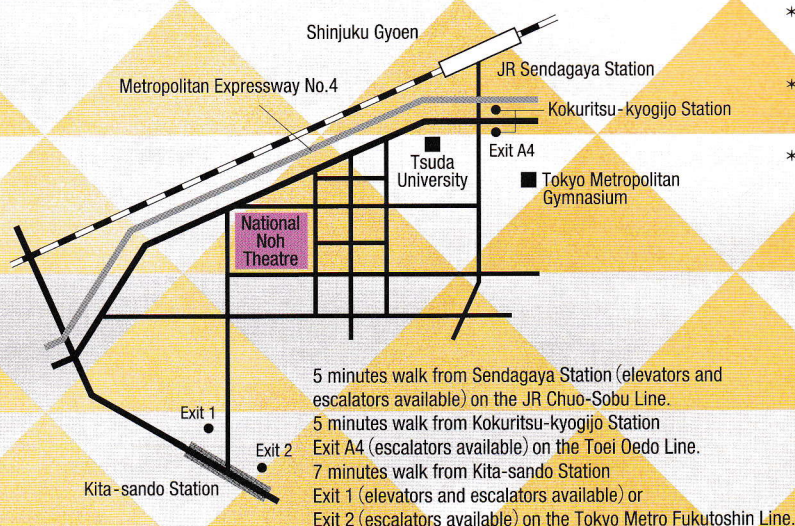 Shinjuku Gyoen
JR Sendagaya Station
Metropolitan Expressway No.4
Kokuritsu-kyogijo Station
Exit A4
Tsuda
University
Tokyo Metropolitan
Gymnasium
National
Noh
Theatre
5 minutes walk from Sendagaya Station (elevators and
escalators available) on the JR Chuo-Sobu Line.
5 minutes walk from Kokuritsu-kyogijo Station
Exit A4 (escalators available) on the Toei Oedo Line.
7 minutes walk from Kita-sando Station
Exit 1 (elevators and escalators available) or
Exit 2 (escalators available) on the Tokyo Metro Fukutoshin Line.
Exit 1
Exit 2
Kita-sando Station
*
*
*